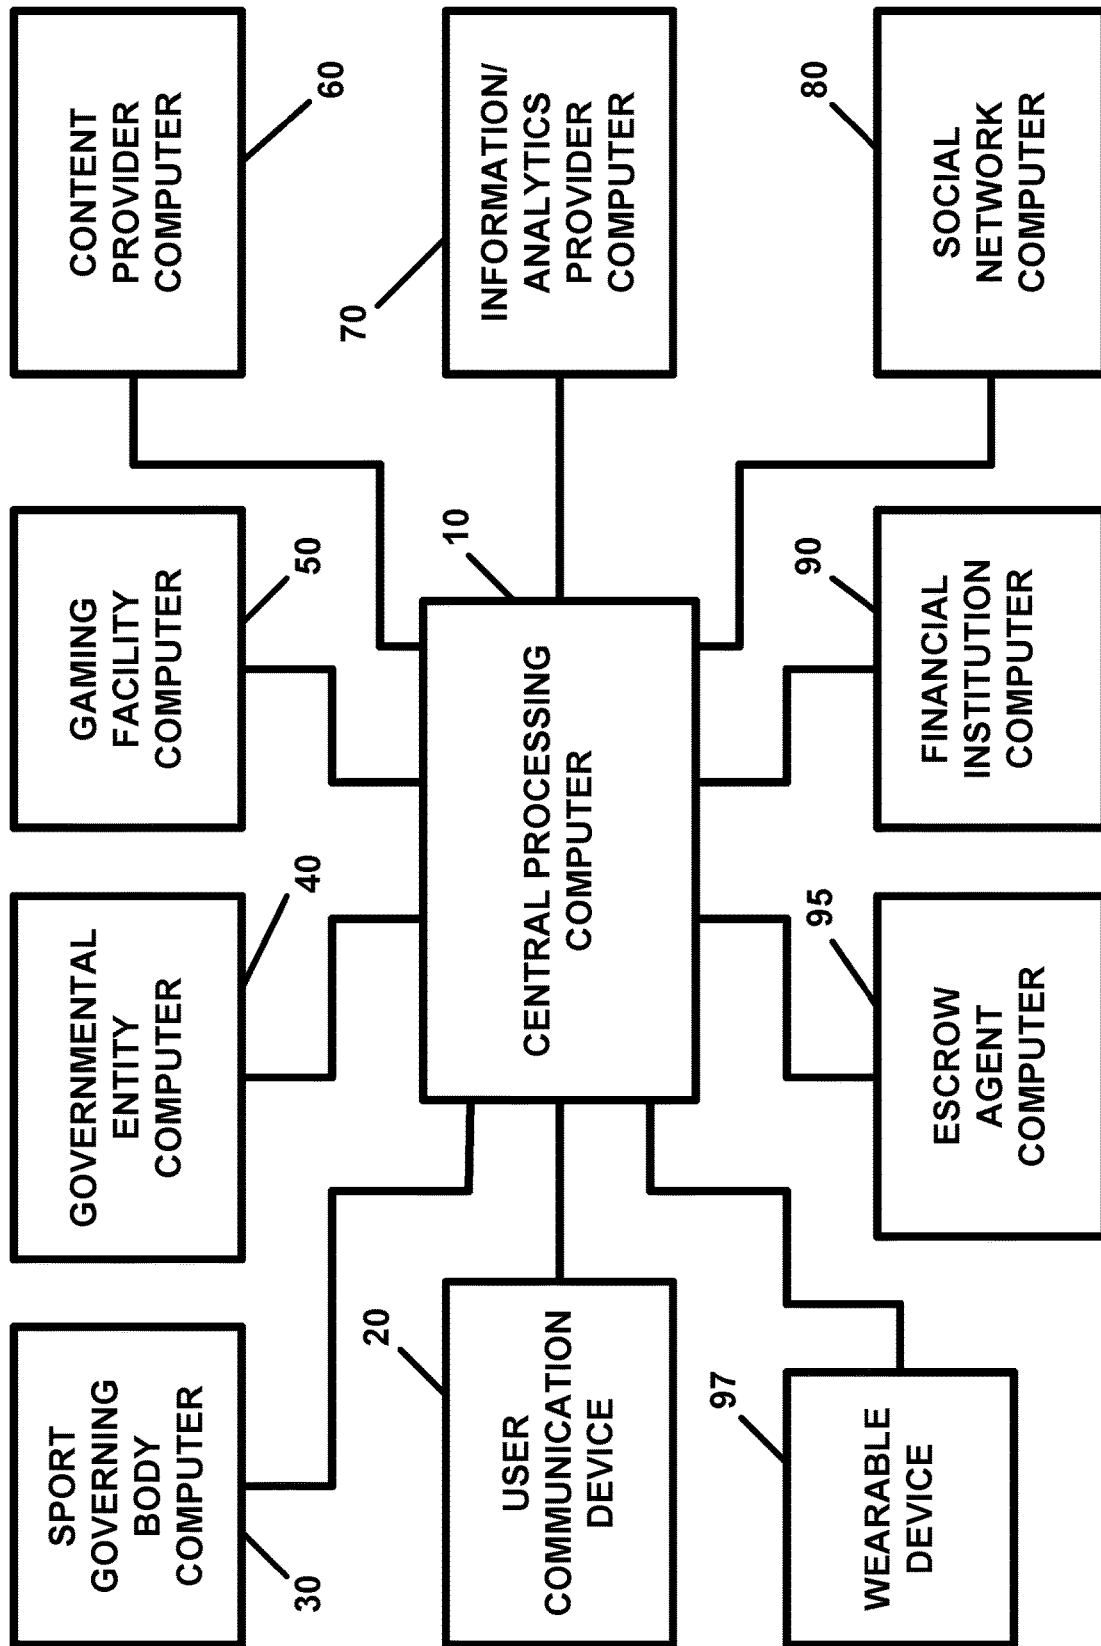 SPORT
GOVERNING
BODY
COMPUTER
30
GOVERNMENTAL
ENTITY
COMPUTER
40
GAMING
FACILITY
COMPUTER
50
CONTENT
PROVIDER
COMPUTER
60
USER
COMMUNICATION
DEVICE
20
CENTRAL PROCESSING
COMPUTER
10
INFORMATION/
ANALYTICS
PROVIDER
COMPUTER
70
WEARABLE
DEVICE
97
ESCROW
AGENT
COMPUTER
95
FINANCIAL
INSTITUTION
COMPUTER
90
SOCIAL
NETWORK
COMPUTER
80